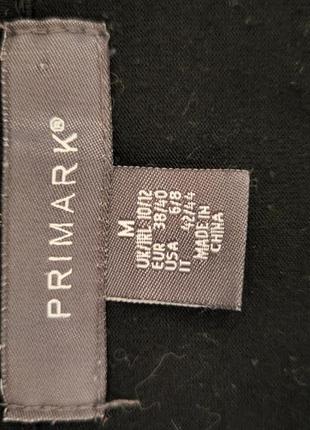 PRIMARK®
M
UK/IRL 10/12
EUR 38/40
USA 6/8
IT 42/44
MADE IN
CHINA